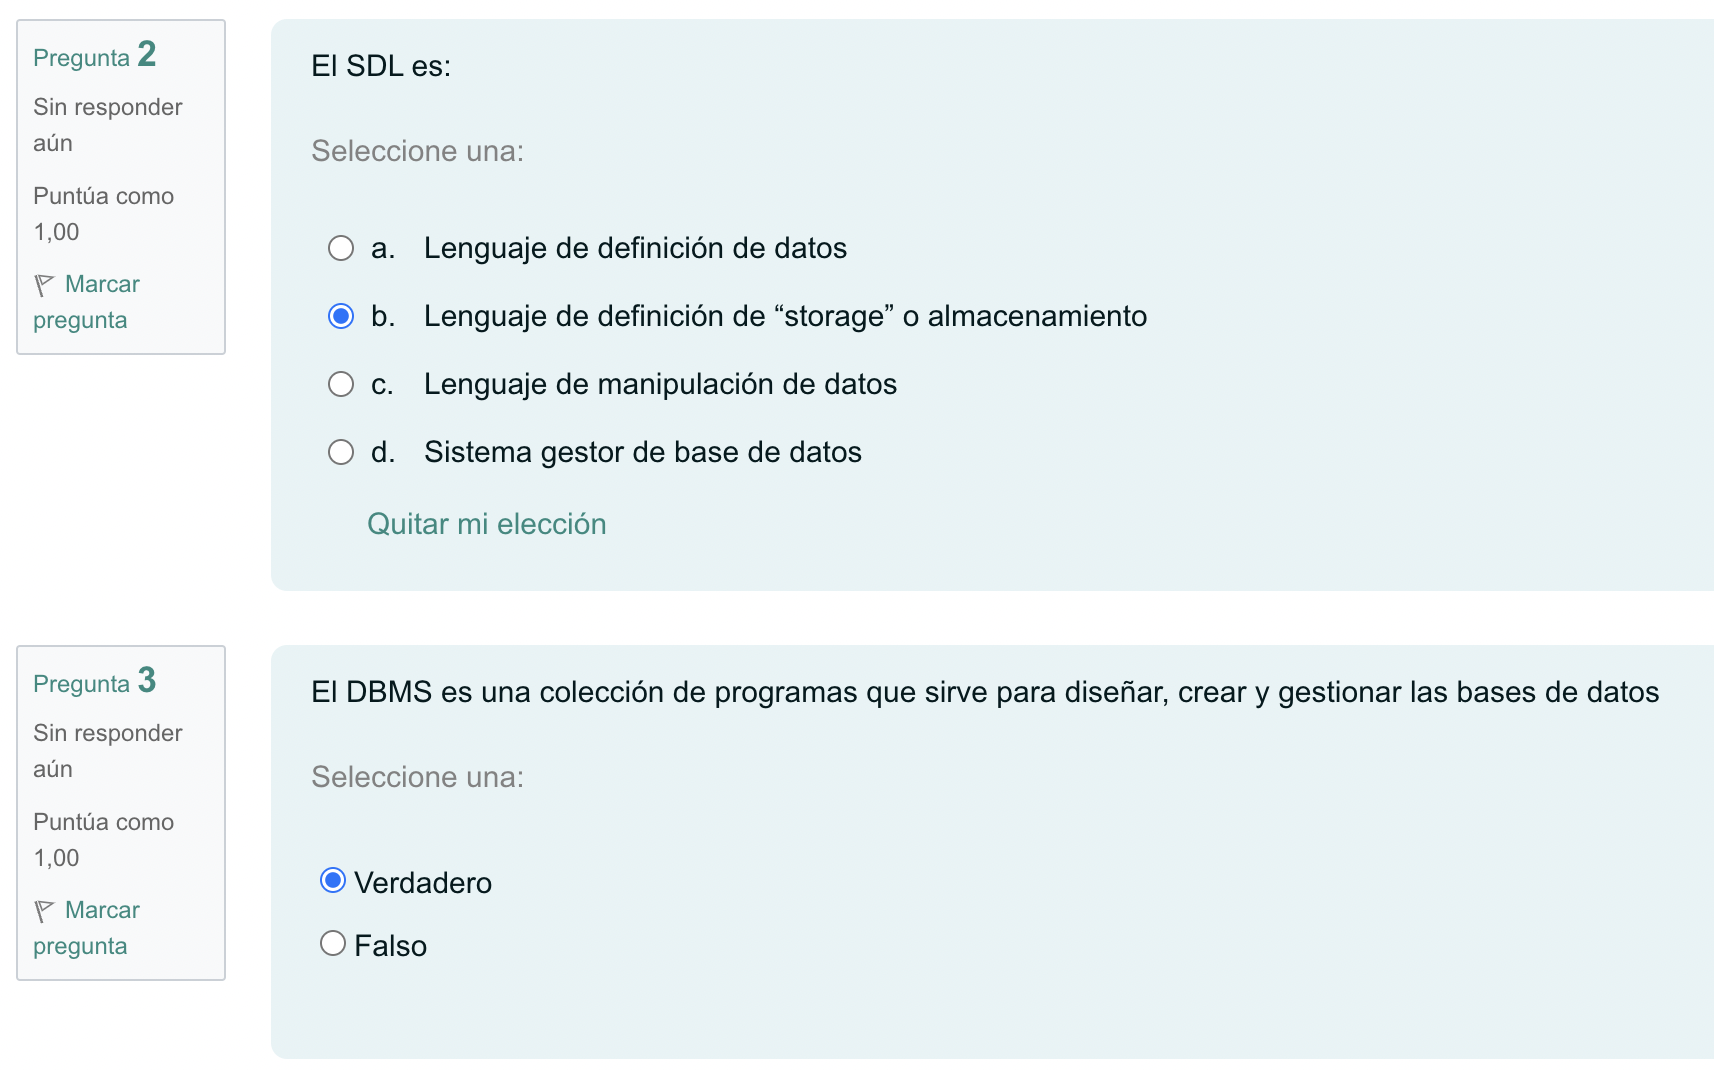 Pregunta 2
Sin responder
aún
Puntúa como
1,00
Marcar
pregunta
El SDL es:
Seleccione una:
a. Lenguaje de definición de datos
b. Lenguaje de definición de “storage” o almacenamiento
c. Lenguaje de manipulación de datos
d. Sistema gestor de base de datos
Quitar mi elección
Pregunta 3
Sin responder
aún
Puntúa como
1,00
Marcar
pregunta
El DBMS es una colección de programas que sirve para diseñar, crear y gestionar las bases de datos
Seleccione una:
Verdadero
Falso